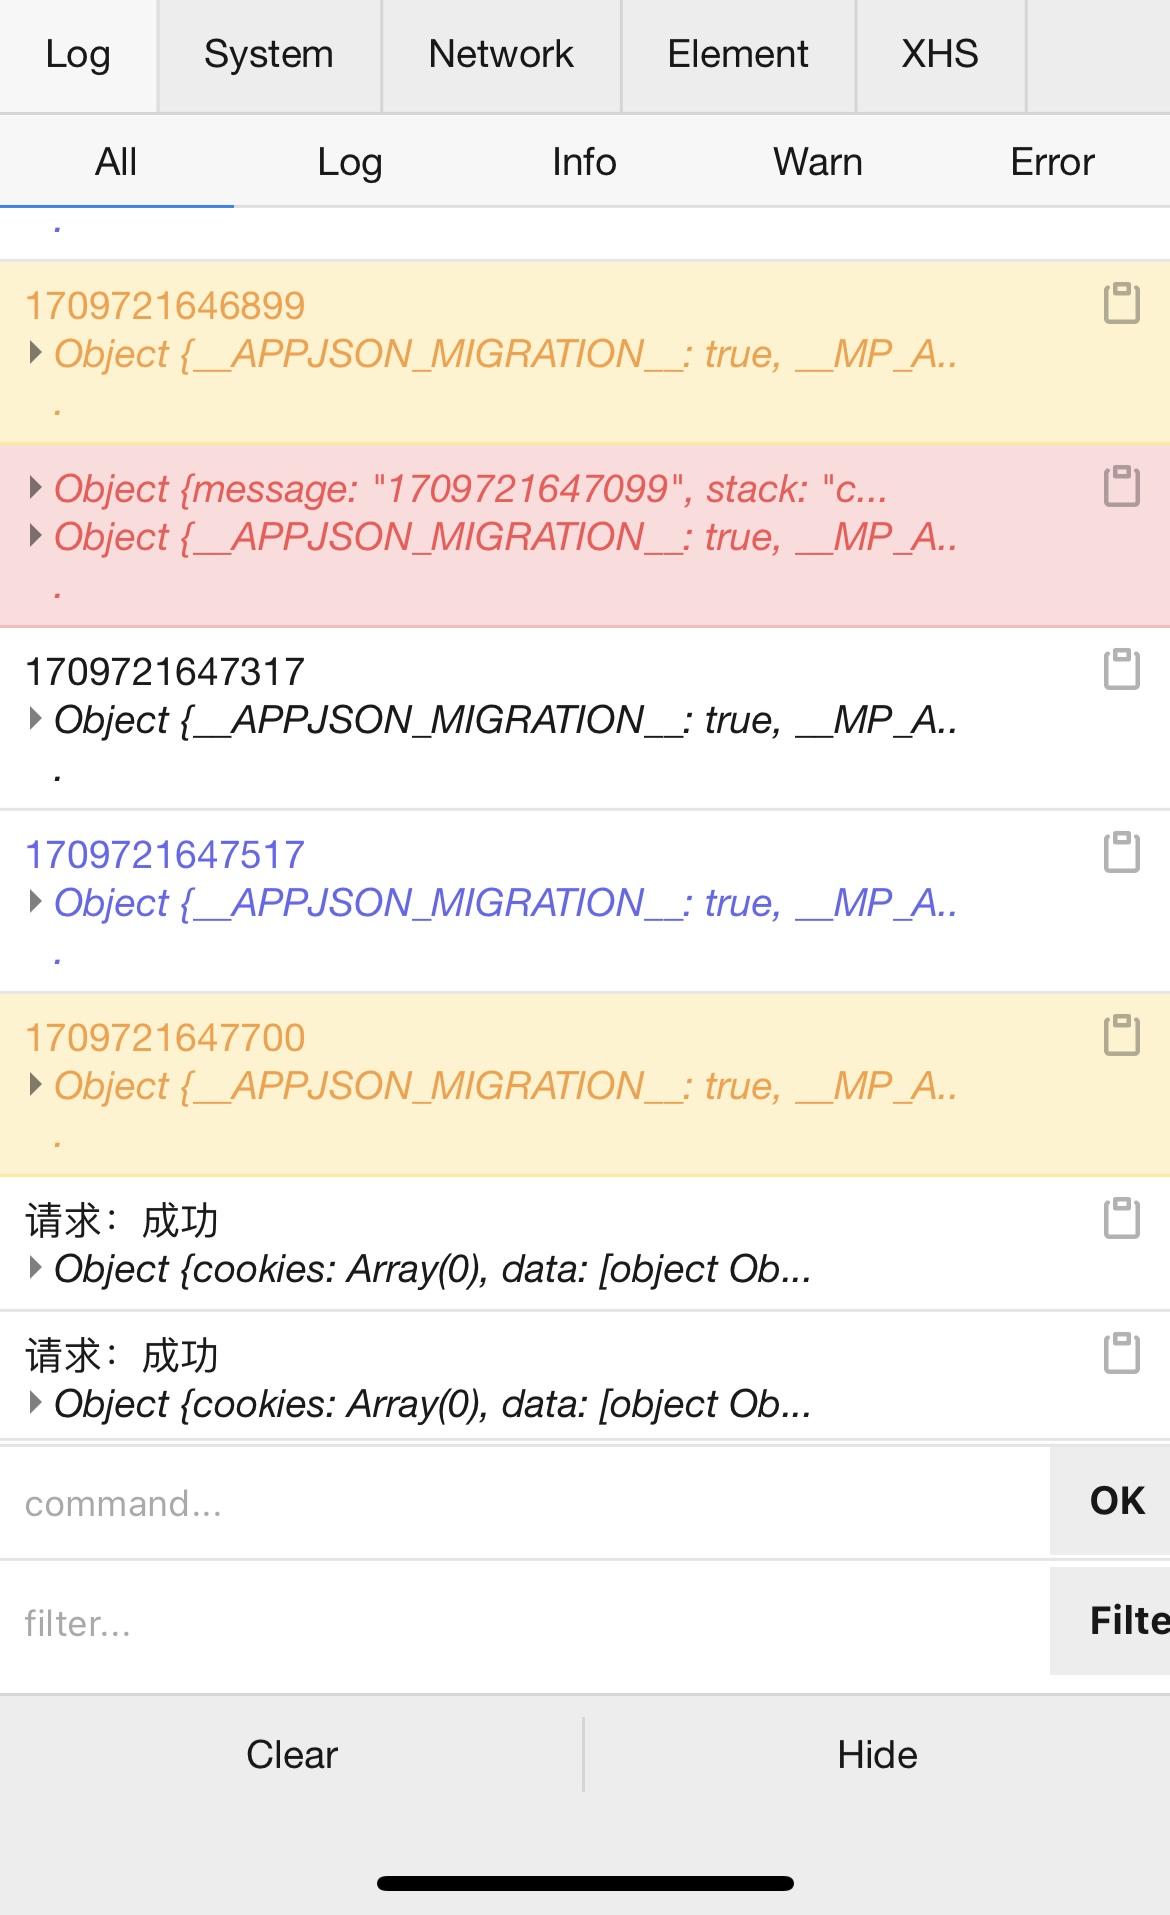 Log System Network Element XHS
All Log Info Warn Error
.
1709721646899
Object {__APPJSON_MIGRATION__: true, __MP_A..
.
Object {message: "1709721647099", stack: "c...
Object {__APPJSON_MIGRATION__: true, __MP_A..
.
1709721647317
Object {__APPJSON_MIGRATION__: true, __MP_A..
.
1709721647517
Object {__APPJSON_MIGRATION__: true, __MP_A..
.
1709721647700
Object {__APPJSON_MIGRATION__: true, __MP_A..
.
请求：成功
Object {cookies: Array(0), data: [object Ob...
请求：成功
Object {cookies: Array(0), data: [object Ob...
command... OK
filter... Filte
Clear Hide